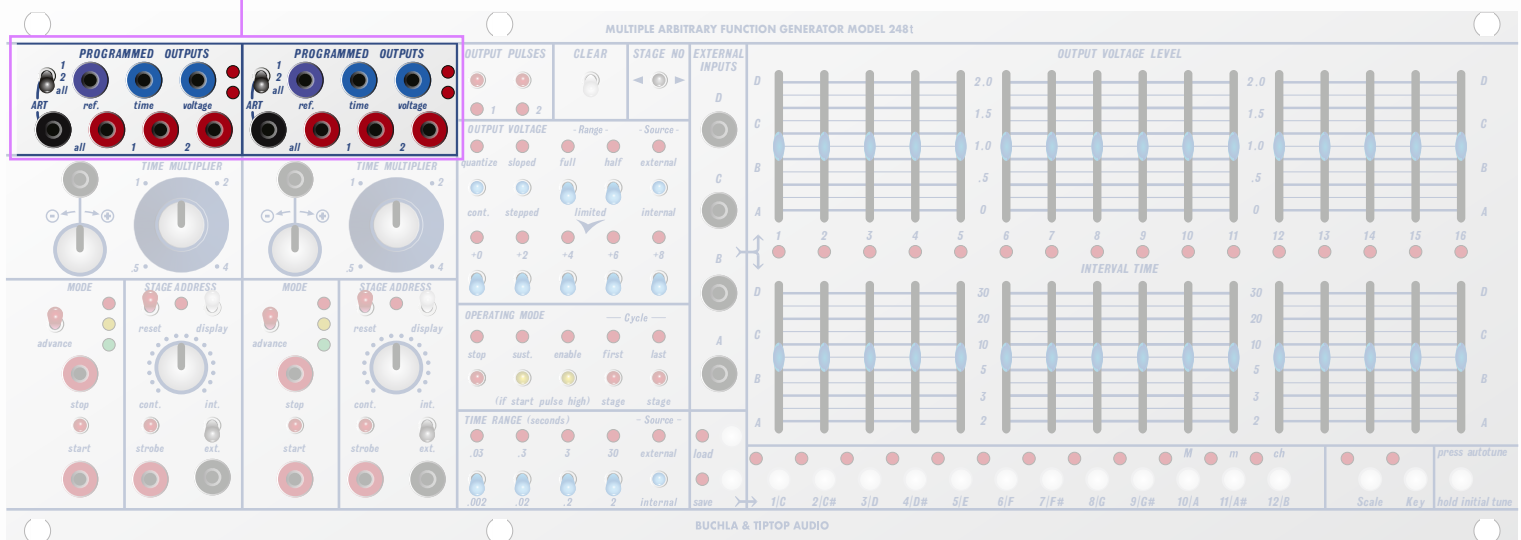 MULTIPLE ARBITRARY FUNCTION GENERATOR MODEL 248t
PROGRAMMED OUTPUTS
1
2
all
ART
ref. time voltage
all 1 2
PROGRAMMED OUTPUTS
1
2
all
ART
ref. time voltage
all 1 2
OUTPUT PULSES
1 2
CLEAR
STAGE NO
EXTERNAL
INPUTS
D
C
B
A
TIME MULTIPLIER
1 2
.5 4
TIME MULTIPLIER
1 2
.5 4
OUTPUT VOLTAGE - Range - - Source -
quantize sloped full half external
cont. stepped limited internal
+0 +2 +4 +6 +8
MODE
advance
stop
start
STAGE ADDRESS
reset display
cont. int.
strobe ext.
MODE
advance
stop
start
STAGE ADDRESS
reset display
cont. int.
strobe ext.
OPERATING MODE — Cycle —
stop sust. enable first last
(if start pulse high) stage stage
TIME RANGE (seconds) - Source -
.03 .3 3 30 external
.002 .02 .2 2 internal
load
save
OUTPUT VOLTAGE LEVEL
D 2.0 2.0 D
C 1.5 1.5 C
1.0 1.0
B .5 .5 B
A 0 0 A
1 2 3 4 5 6 7 8 9 10 11 12 13 14 15 16
INTERVAL TIME
D 30 30 D
20 20
C 10 10 C
5 5
B 3 3 B
A 2 2 A
M m ch
1/C 2/C# 3/D 4/D# 5/E 6/F 7/F# 8/G 9/G# 10/A 11/A# 12/B
Scale Key
press autotune
hold initial tune
BUCHLA & TIPTOP AUDIO